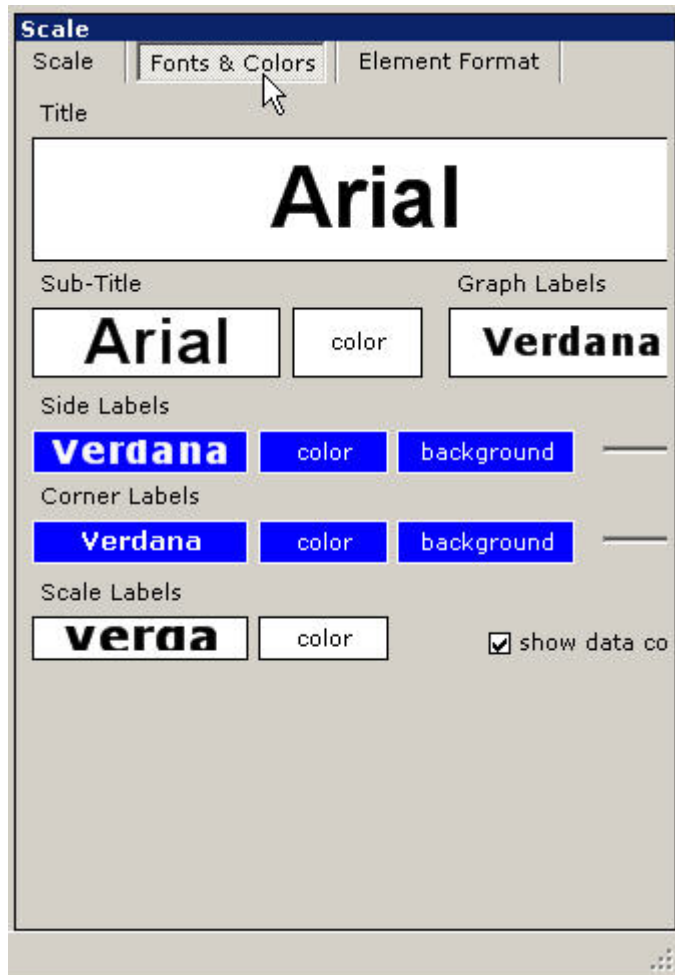 Scale
Scale Fonts & Colors Element Format
Title
Arial
Sub-Title Graph Labels
Arial color Verdana
Side Labels
Verdana color background
Corner Labels
Verdana color background
Scale Labels
color
show data co